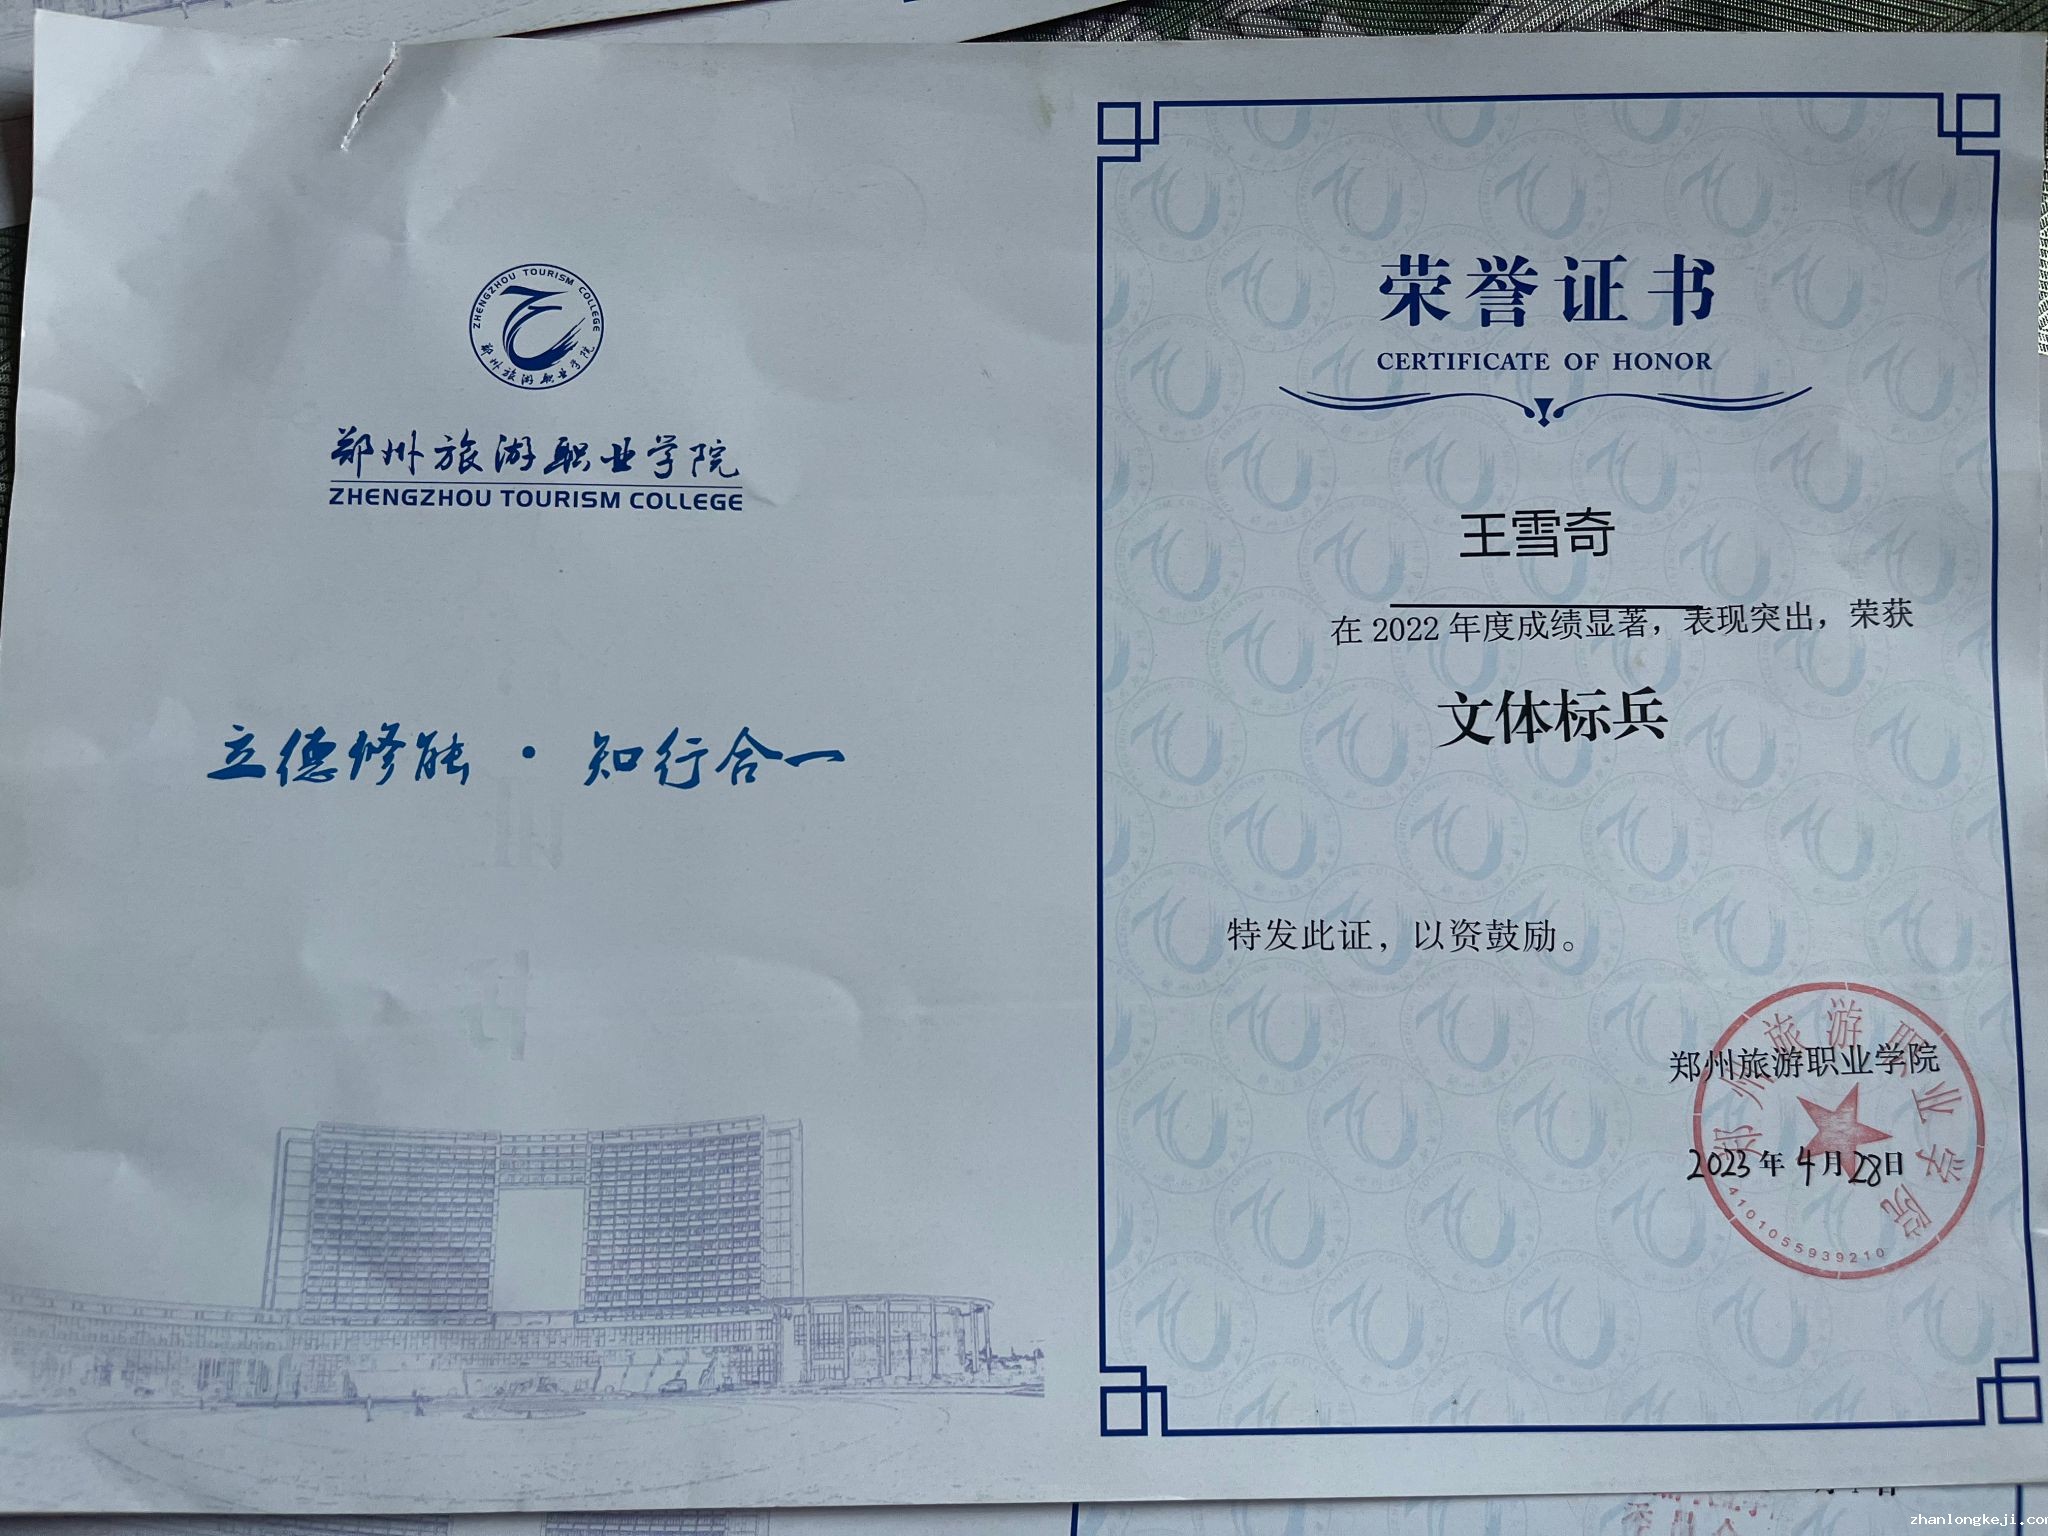 ZHENGZHOU TOURISM COLLEGE
郑州旅游职业学院
郑州旅游职业学院
ZHENGZHOU TOURISM COLLEGE
立德修能·知行合一
荣誉证书
CERTIFICATE OF HONOR
王雪奇
在 2022 年度成绩显著，表现突出，荣获
文体标兵
特发此证，以资鼓励。
郑州旅游职业学院
2023 年 4 月 28 日
郑州旅游职业学院
4101055939210
zhanlongkeji.com